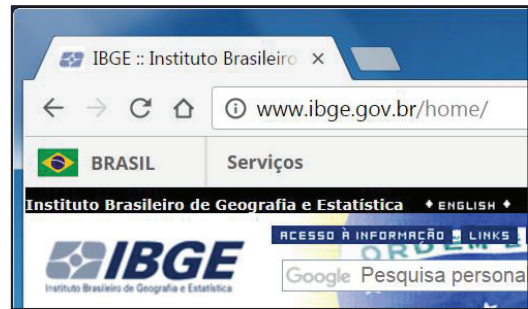 IBGE :: Instituto Brasileiro
www.ibge.gov.br/home/
BRASIL Serviços
Instituto Brasileiro de Geografia e Estatística ENGLISH
ACESSO À INFORMAÇÃO LINKS
IBGE
Instituto Brasileiro de Geografia e Estatística
Google Pesquisa persona
ORDEM E